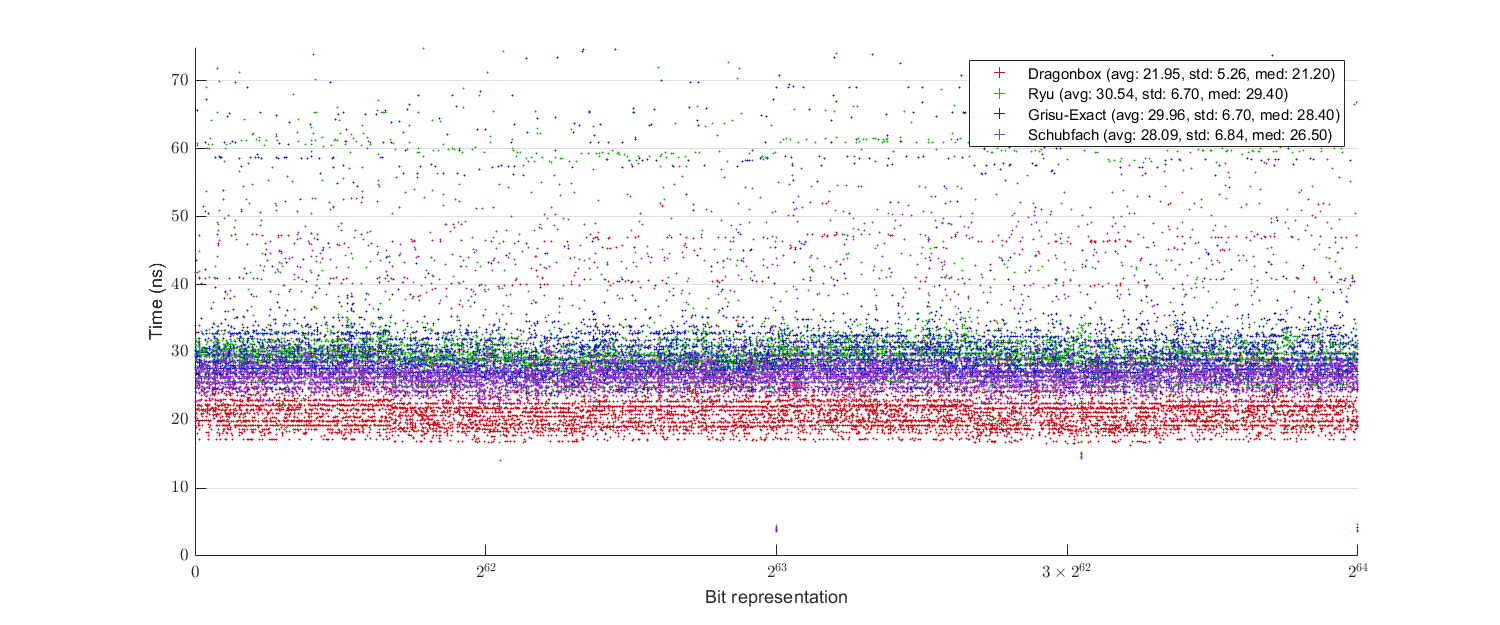 Dragonbox (avg: 21.95, std: 5.26, med: 21.20)
Ryu (avg: 30.54, std: 6.70, med: 29.40)
Grisu-Exact (avg: 29.96, std: 6.70, med: 28.40)
Schubfach (avg: 28.09, std: 6.84, med: 26.50)
Time (ns)
70
60
50
40
30
20
10
0
0 2^62 2^63 3 × 2^62 2^64
Bit representation